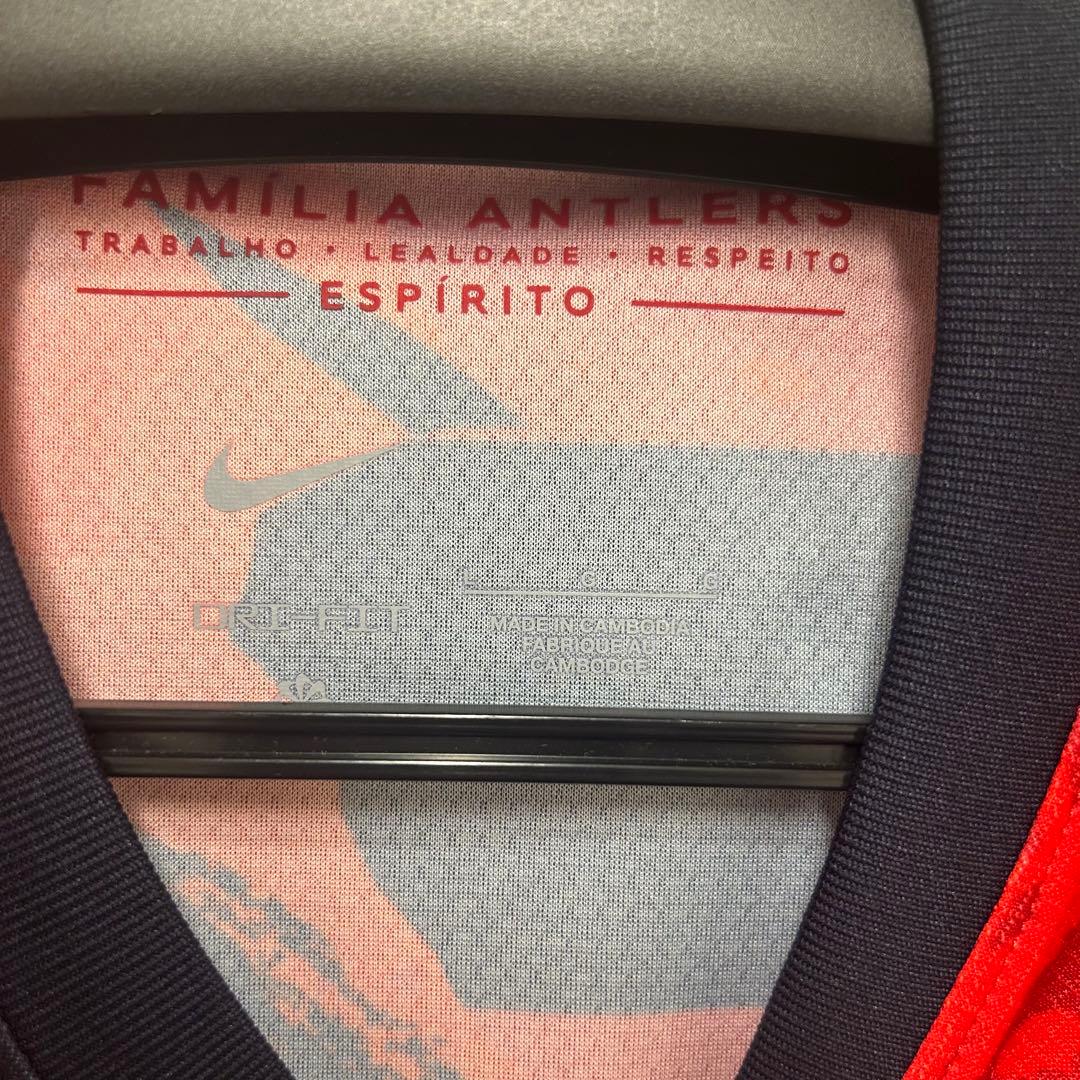 FAMÍLIA ANTLERS
TRABALHO · LEALDADE · RESPEITO
ESPÍRITO
DRI-FIT
L G G
MADE IN CAMBODIA
FABRIQUE AU
CAMBODGE